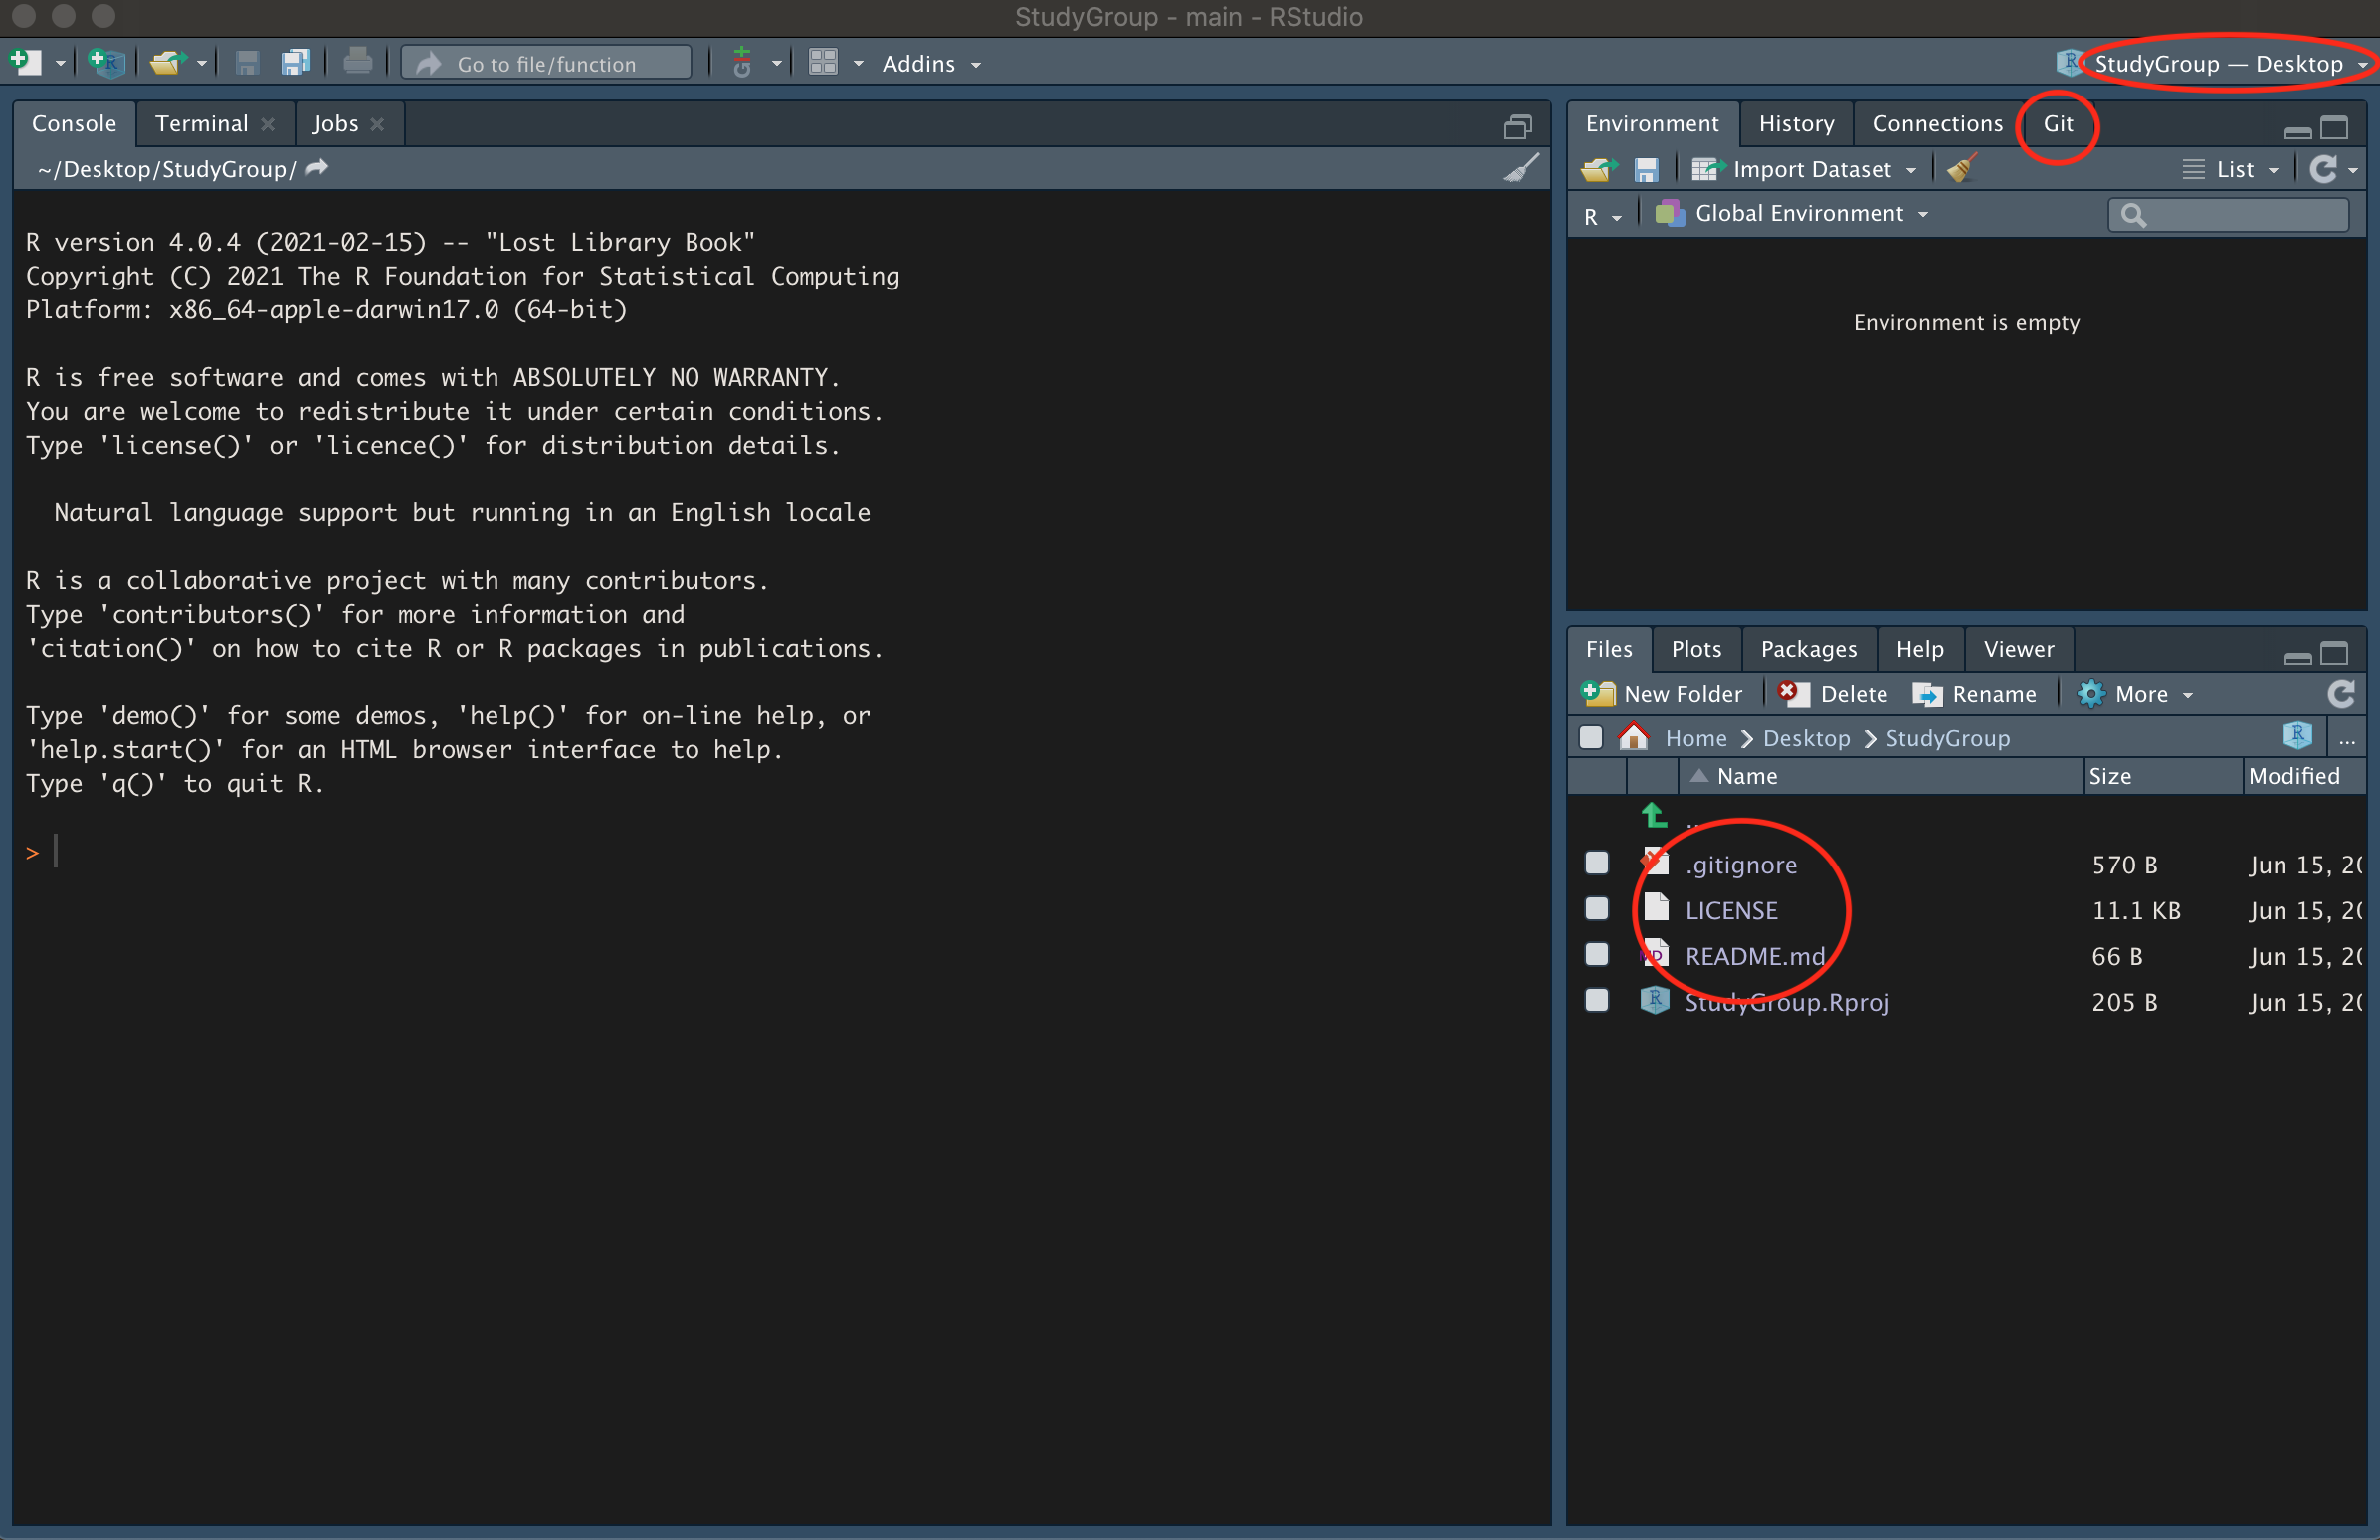 StudyGroup - main - RStudio
Go to file/function
Addins
StudyGroup — Desktop
Console Terminal Jobs
~/Desktop/StudyGroup/
R version 4.0.4 (2021-02-15) -- "Lost Library Book"
Copyright (C) 2021 The R Foundation for Statistical Computing
Platform: x86_64-apple-darwin17.0 (64-bit)
R is free software and comes with ABSOLUTELY NO WARRANTY.
You are welcome to redistribute it under certain conditions.
Type 'license()' or 'licence()' for distribution details.
Natural language support but running in an English locale
R is a collaborative project with many contributors.
Type 'contributors()' for more information and
'citation()' on how to cite R or R packages in publications.
Type 'demo()' for some demos, 'help()' for on-line help, or
'help.start()' for an HTML browser interface to help.
Type 'q()' to quit R.
>
Environment History Connections Git
Import Dataset List
R Global Environment
Environment is empty
Files Plots Packages Help Viewer
New Folder Delete Rename More
Home Desktop StudyGroup ...
Name Size Modified
..
.gitignore 570 B Jun 15, 20
LICENSE 11.1 KB Jun 15, 20
README.md 66 B Jun 15, 20
StudyGroup.Rproj 205 B Jun 15, 20